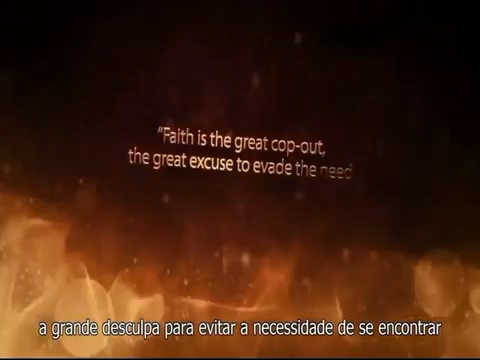 “Faith is the great cop-out,
the great excuse to evade the need
a grande desculpa para evitar a necessidade de se encontrar